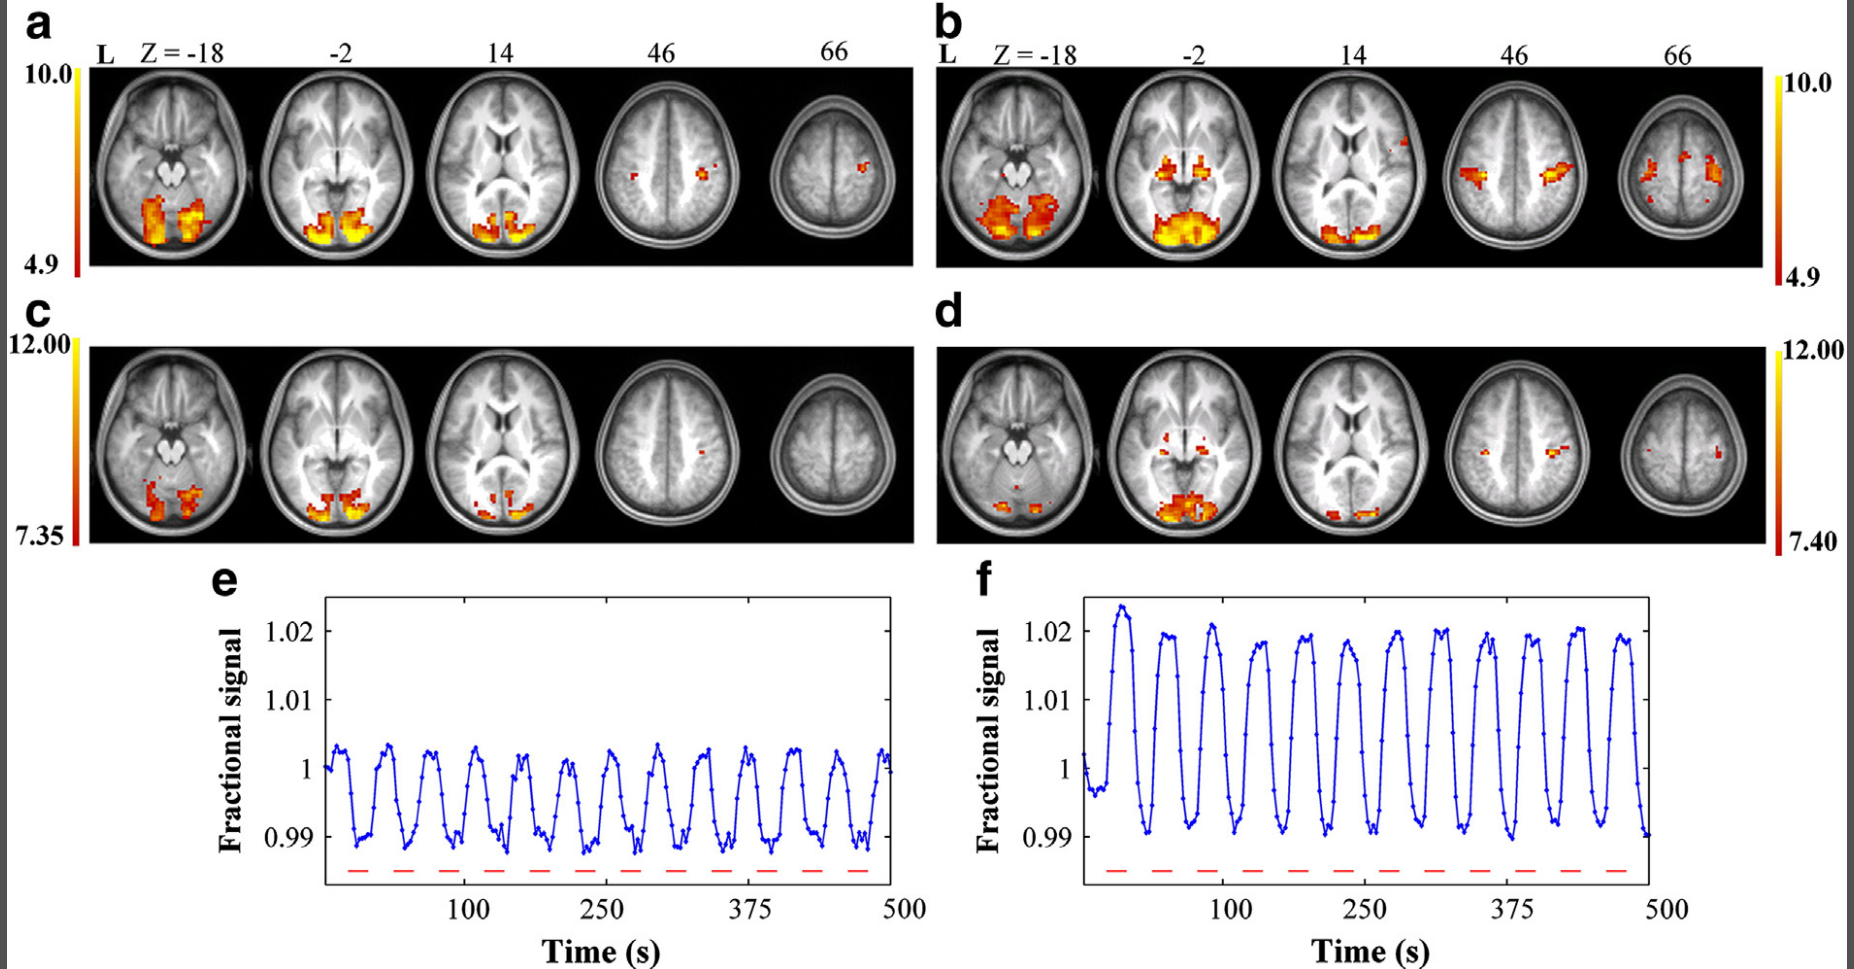 a
b
L Z = -18 -2 14 46 66
L Z = -18 -2 14 46 66
10.0
4.9
10.0
4.9
c
d
12.00
7.35
12.00
7.40
e
f
Fractional signal
1.02
1.01
1
0.99
100 250 375 500
Time (s)
Fractional signal
1.02
1.01
1
0.99
100 250 375 500
Time (s)